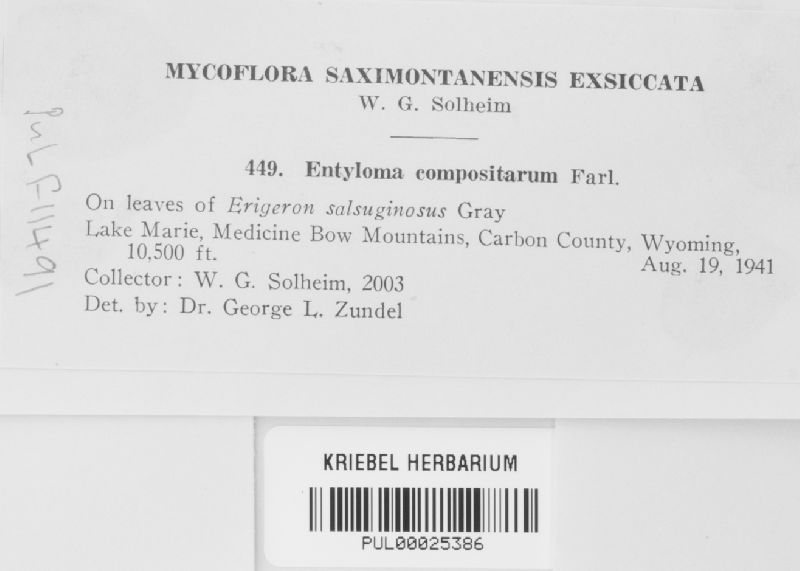 MYCOFLORA SAXIMONTANENSIS EXSICCATA
W. G. Solheim
449. Entyloma compositarum Farl.
On leaves of Erigeron salsuginosus Gray
Lake Marie, Medicine Bow Mountains, Carbon County, Wyoming,
10,500 ft. Aug. 19, 1941
Collector: W. G. Solheim, 2003
Det. by: Dr. George L. Zundel
PUL F-11491
KRIEBEL HERBARIUM
PUL00025386